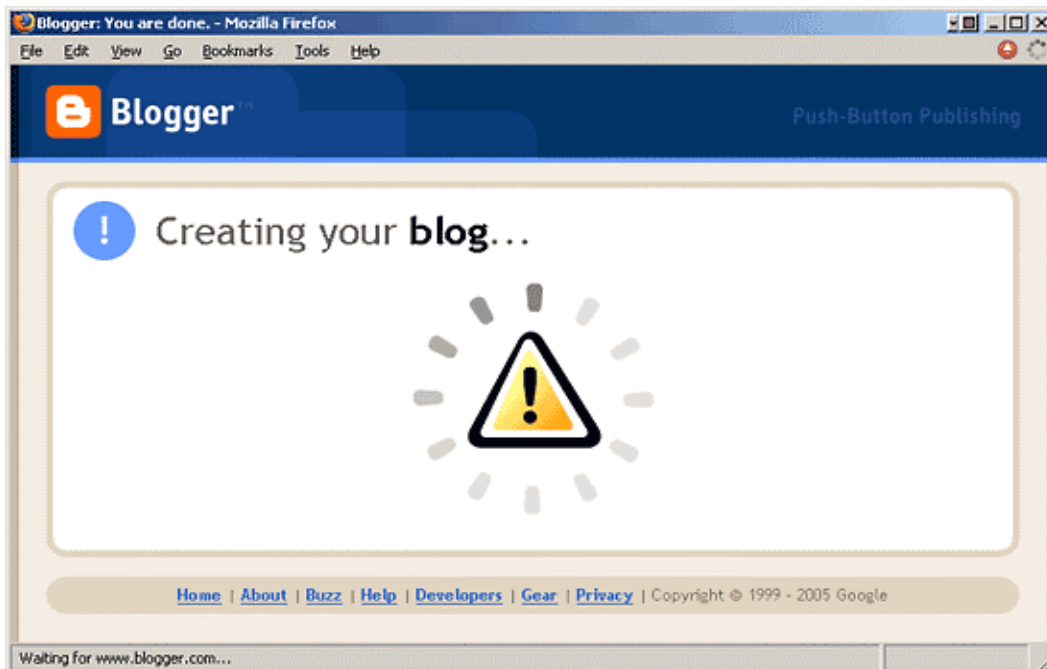 Blogger: You are done. - Mozilla Firefox
File Edit View Go Bookmarks Tools Help
Blogger™
Push-Button Publishing
! Creating your blog...
!
Home | About | Buzz | Help | Developers | Gear | Privacy | Copyright © 1999 - 2005 Google
Waiting for www.blogger.com...